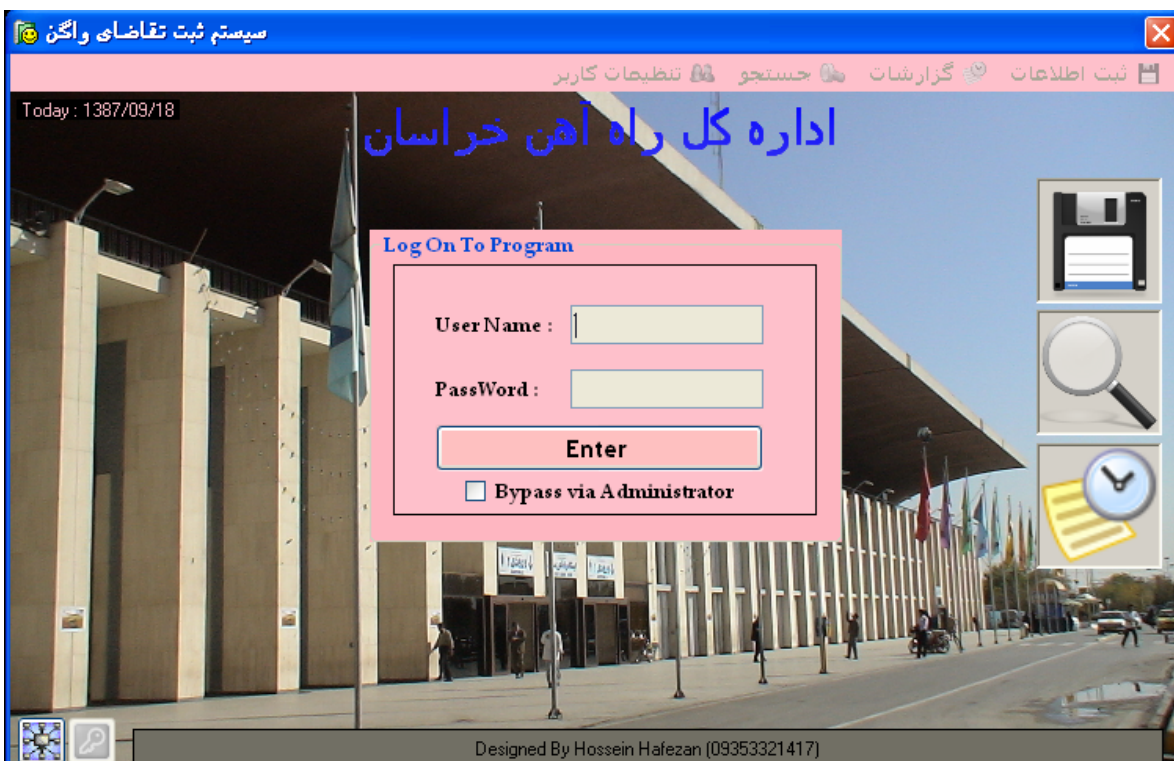 سیستم ثبت تقاضای واگن
ثبت اطلاعات گزارشات جستجو تنظیمات کاربر
Today : 1387/09/18
اداره کل راه آهن خراسان
Log On To Program
User Name :
PassWord :
Enter
Bypass via Administrator
Designed By Hossein Hafezan (09353321417)